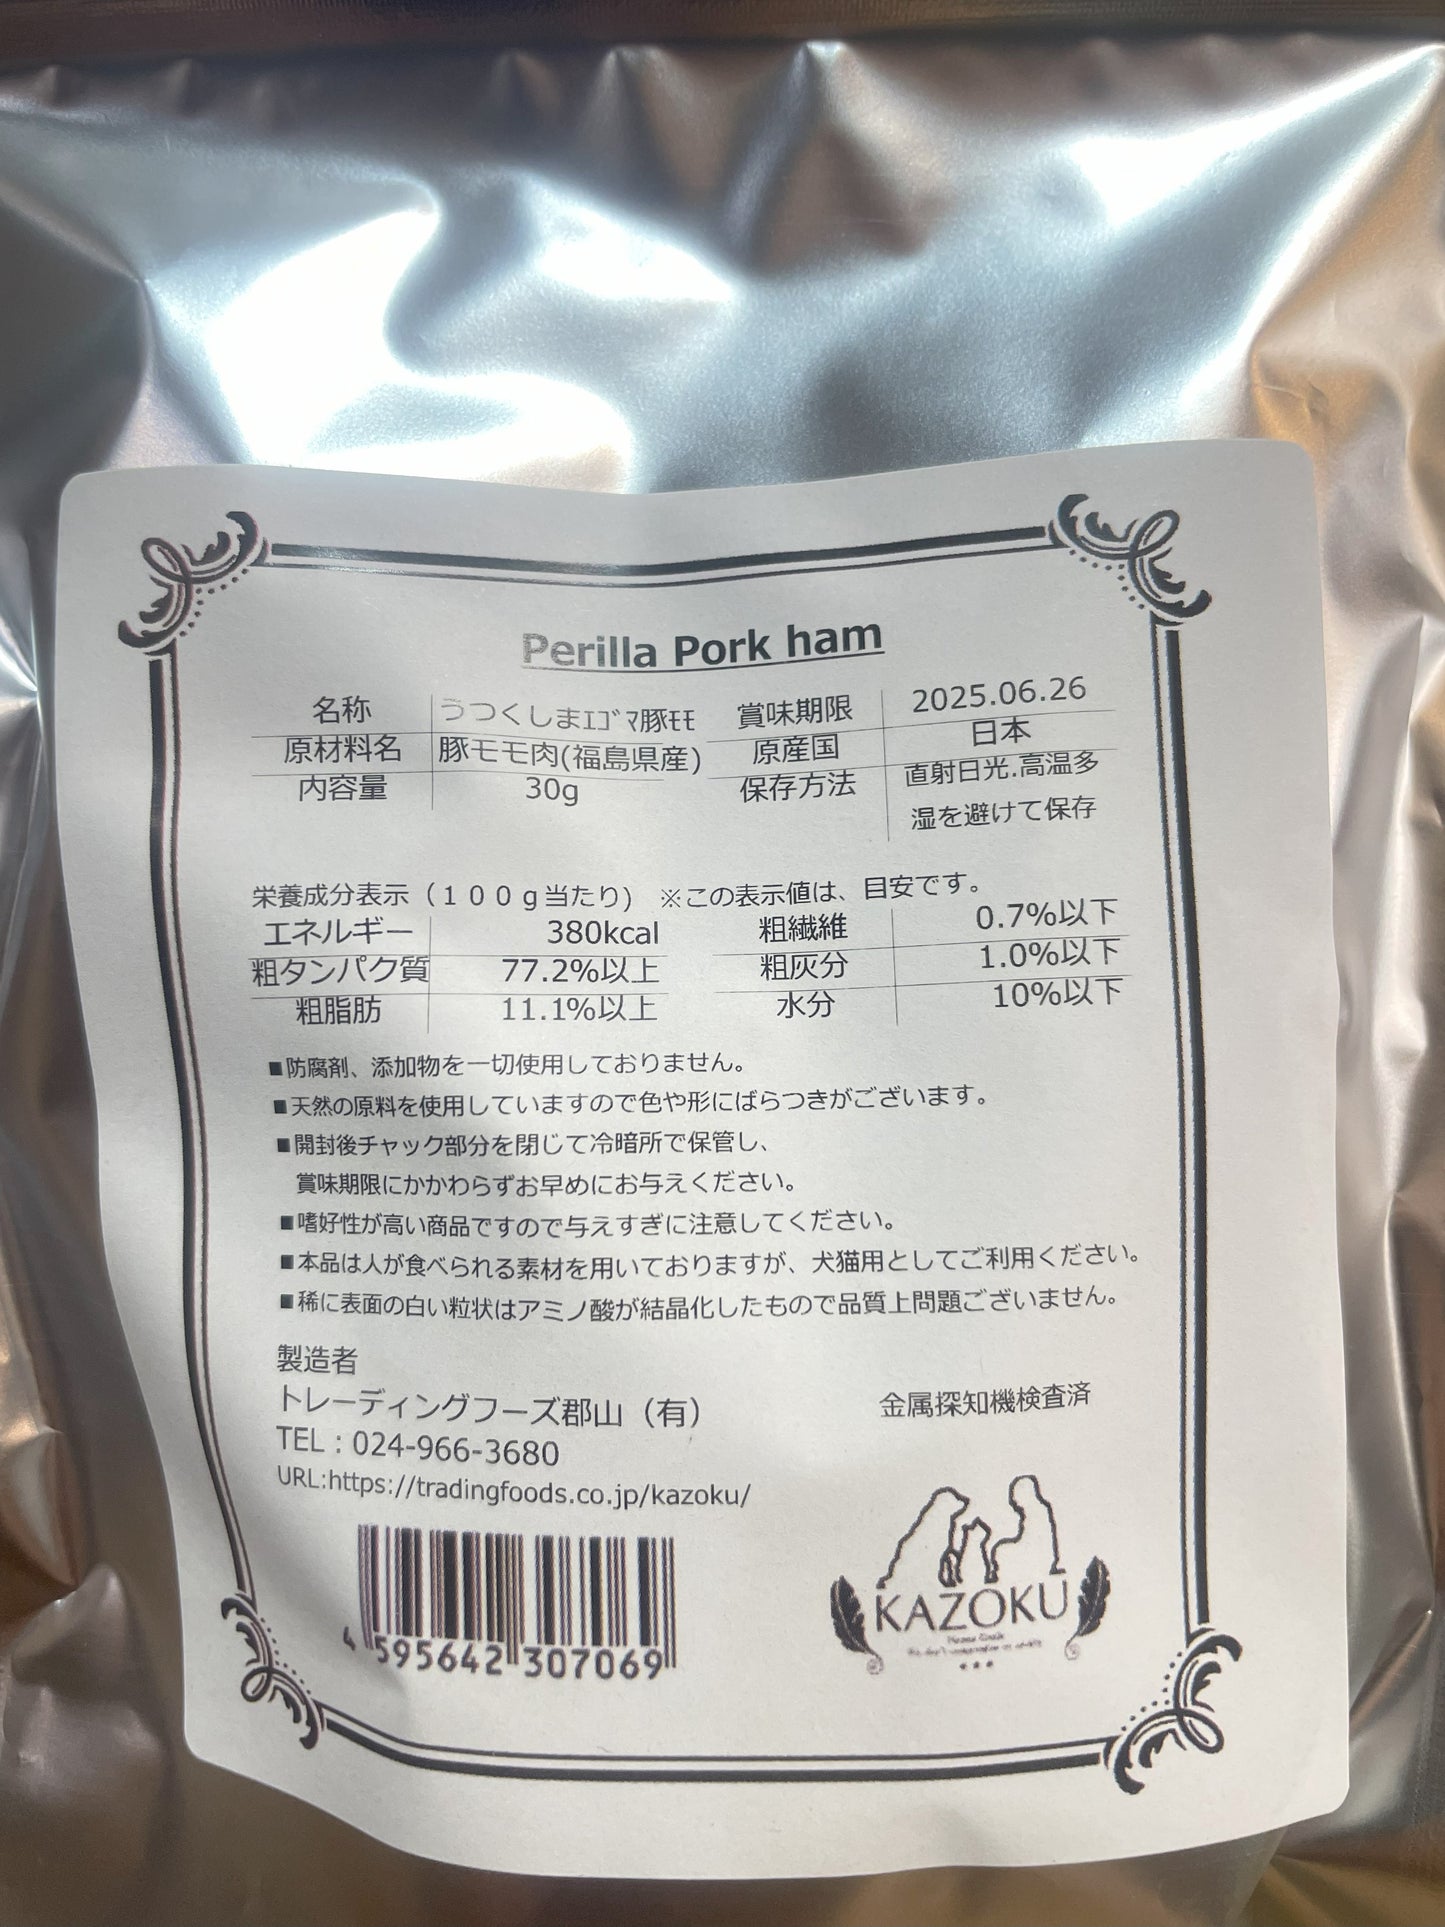 Perilla Pork ham
名称 うつくしまｴｺﾞﾏ豚ﾓﾓ 賞味期限 2025.06.26
原材料名 豚モモ肉(福島県産) 原産国 日本
内容量 30g 保存方法 直射日光.高温多
湿を避けて保存
栄養成分表示（１００ｇ当たり） ※この表示値は、目安です。
エネルギー 380kcal 粗繊維 0.7%以下
粗タンパク質 77.2%以上 粗灰分 1.0%以下
粗脂肪 11.1%以上 水分 10%以下
■防腐剤、添加物を一切使用しておりません。
■天然の原料を使用していますので色や形にばらつきがございます。
■開封後チャック部分を閉じて冷暗所で保管し、
賞味期限にかかわらずお早めにお与えください。
■嗜好性が高い商品ですので与えすぎに注意してください。
■本品は人が食べられる素材を用いておりますが、犬猫用としてご利用ください。
■稀に表面の白い粒状はアミノ酸が結晶化したもので品質上問題ございません。
製造者
トレーディングフーズ郡山（有）
金属探知機検査済
TEL：024-966-3680
URL:https://tradingfoods.co.jp/kazoku/
KAZOKU
4 595642 307069